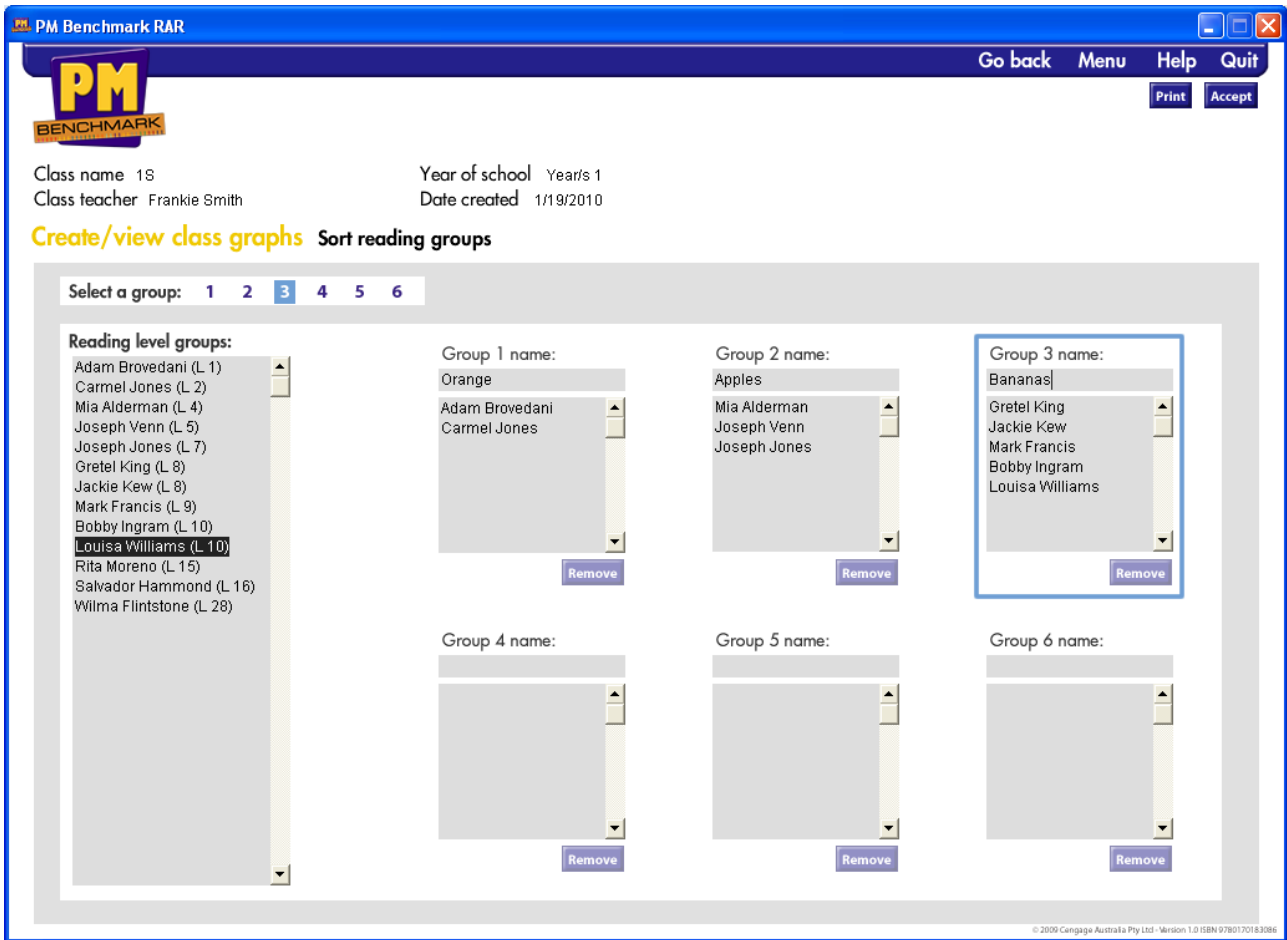 PM Benchmark RAR
Go back Menu Help Quit
Print Accept
PM
BENCHMARK
Class name 1S
Year of school Year/s 1
Class teacher Frankie Smith
Date created 1/19/2010
Create/view class graphs Sort reading groups
Select a group: 1 2 3 4 5 6
Reading level groups:
Adam Brovedani (L 1)
Carmel Jones (L 2)
Mia Alderman (L 4)
Joseph Venn (L 5)
Joseph Jones (L 7)
Gretel King (L 8)
Jackie Kew (L 8)
Mark Francis (L 9)
Bobby Ingram (L 10)
Louisa Williams (L 10)
Rita Moreno (L 15)
Salvador Hammond (L 16)
Wilma Flintstone (L 28)
Group 1 name:
Orange
Adam Brovedani
Carmel Jones
Remove
Group 2 name:
Apples
Mia Alderman
Joseph Venn
Joseph Jones
Remove
Group 3 name:
Bananas
Gretel King
Jackie Kew
Mark Francis
Bobby Ingram
Louisa Williams
Remove
Group 4 name:
Remove
Group 5 name:
Remove
Group 6 name:
Remove
© 2009 Cengage Australia Pty Ltd - Version 1.0 ISBN 9780170183086